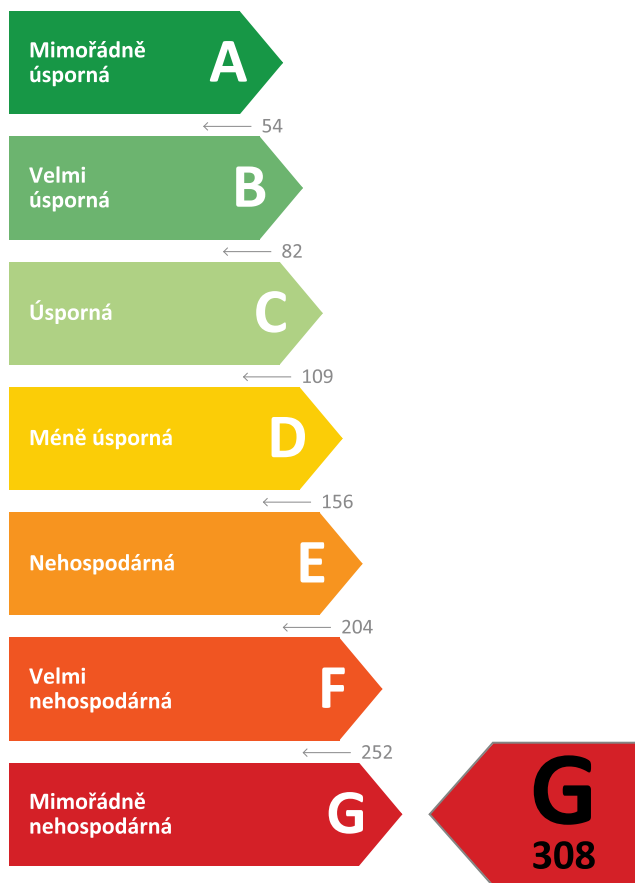 Mimořádně
úsporná
A
54
Velmi
úsporná
B
82
Úsporná
C
109
Méně úsporná
D
156
Nehospodárná
E
204
Velmi
nehospodárná
F
252
Mimořádně
nehospodárná
G
G
308